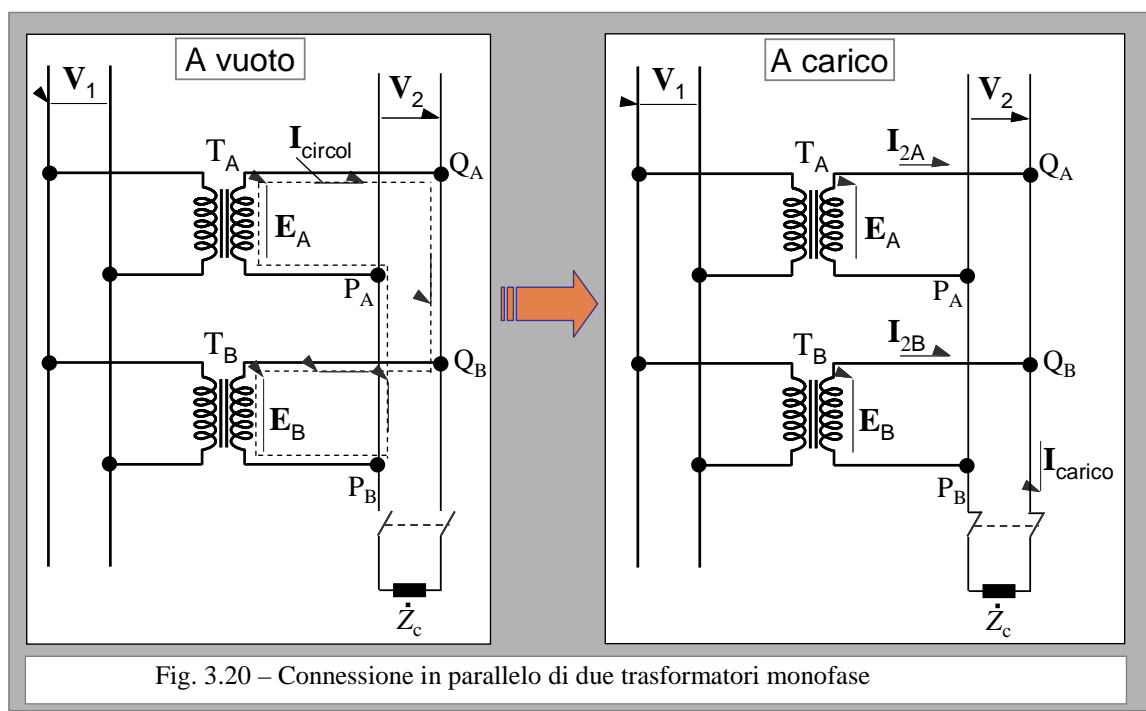 A vuoto
V1
V2
Icircol
TA
QA
EA
PA
TB
QB
EB
PB
Żc
A carico
V1
V2
I2A
TA
QA
EA
PA
I2B
TB
QB
EB
PB
Icarico
Żc
Fig. 3.20 – Connessione in parallelo di due trasformatori monofase